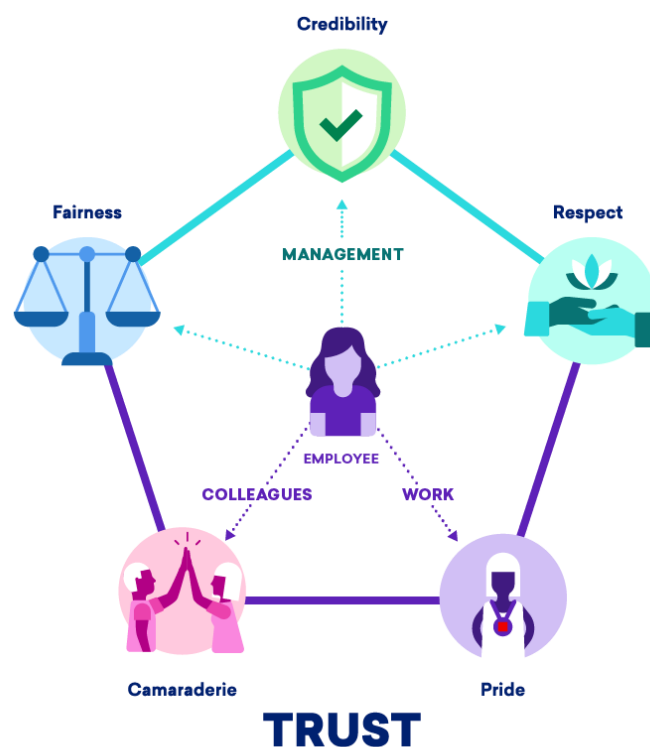 Credibility
Fairness
Respect
MANAGEMENT
EMPLOYEE
COLLEAGUES
WORK
Camaraderie
Pride
TRUST